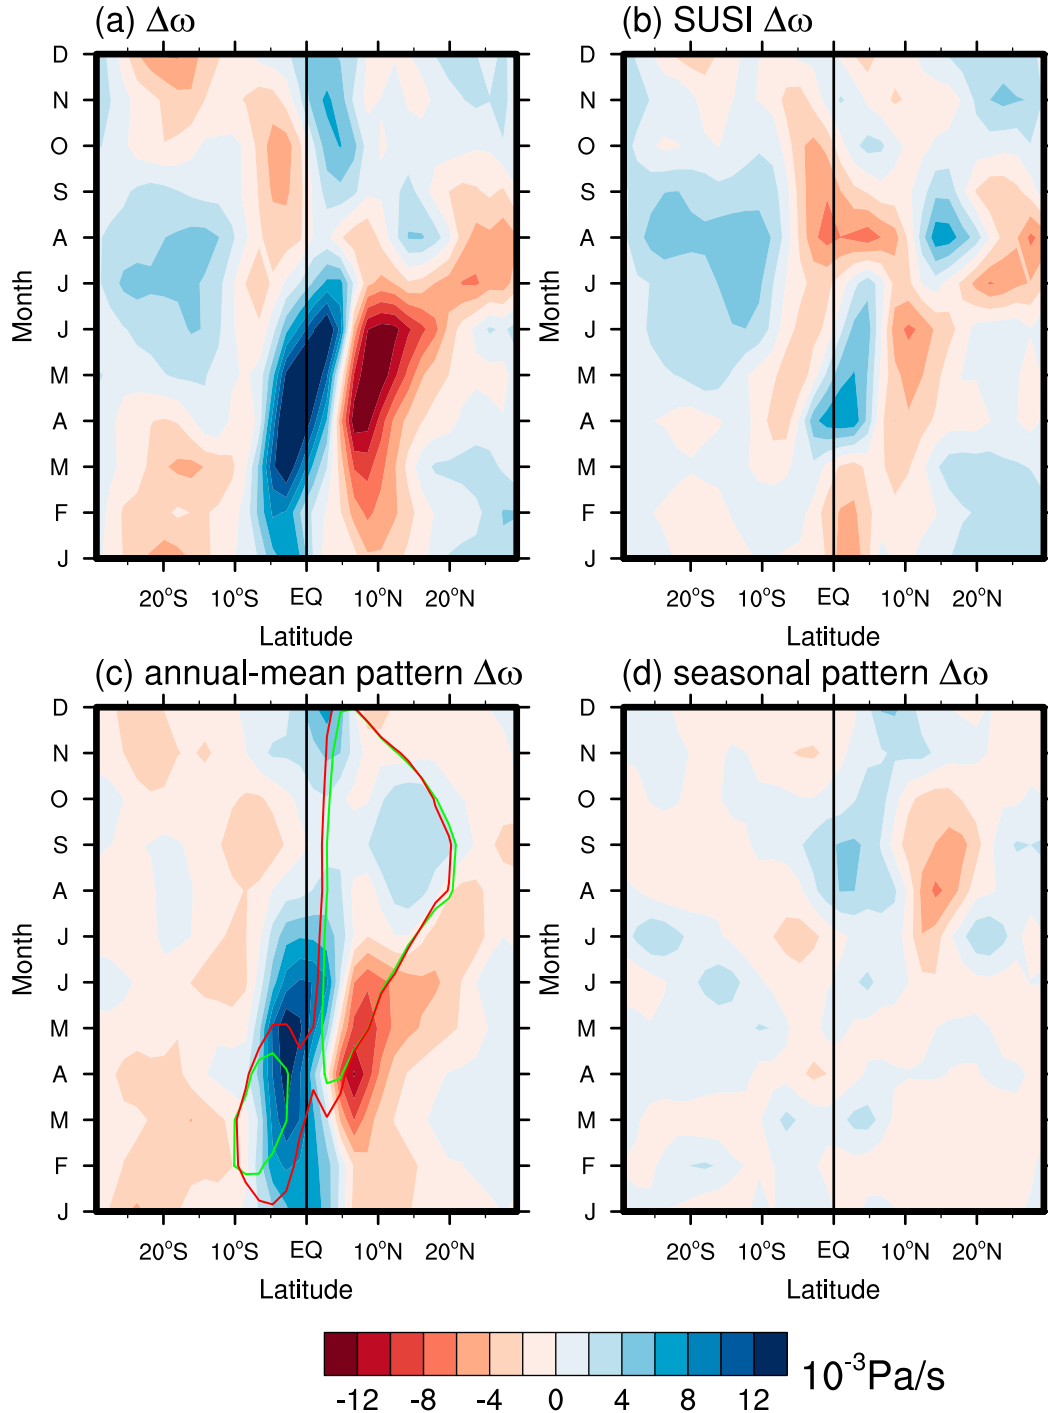 (a) Δω
(b) SUSI Δω
D
N
O
S
A
J
J
M
A
M
F
J
Month
20°S 10°S EQ 10°N 20°N
Latitude
D
N
O
S
A
J
J
M
A
M
F
J
Month
20°S 10°S EQ 10°N 20°N
Latitude
(c) annual-mean pattern Δω
(d) seasonal pattern Δω
D
N
O
S
A
J
J
M
A
M
F
J
Month
20°S 10°S EQ 10°N 20°N
Latitude
D
N
O
S
A
J
J
M
A
M
F
J
Month
20°S 10°S EQ 10°N 20°N
Latitude
-12 -8 -4 0 4 8 12
10⁻³Pa/s